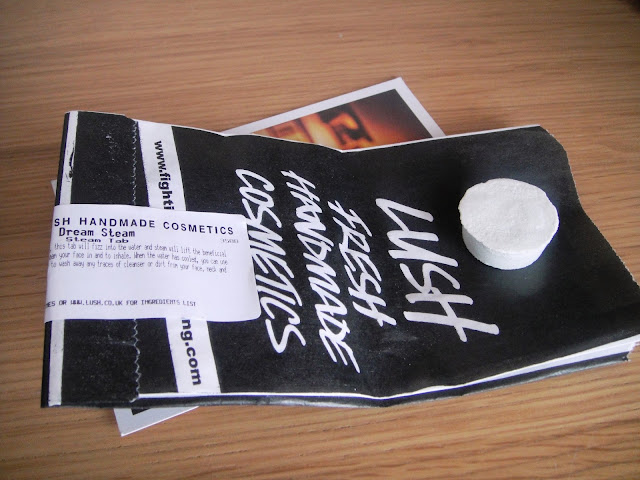 SH HANDMADE COSMETICS
Dream Steam
Steam Tab
this tab will fizz into the water and steam will lift the beneficial
your face in and to inhale. When the water has cooled, you can use
to wash away any traces of cleanser or dirt from your face, neck and
OR WWW.LUSH.CO.UK FOR INGREDIENTS LIST
www.fighti
ng.com
LUSH
FRESH
HANDMADE
COSMETICS